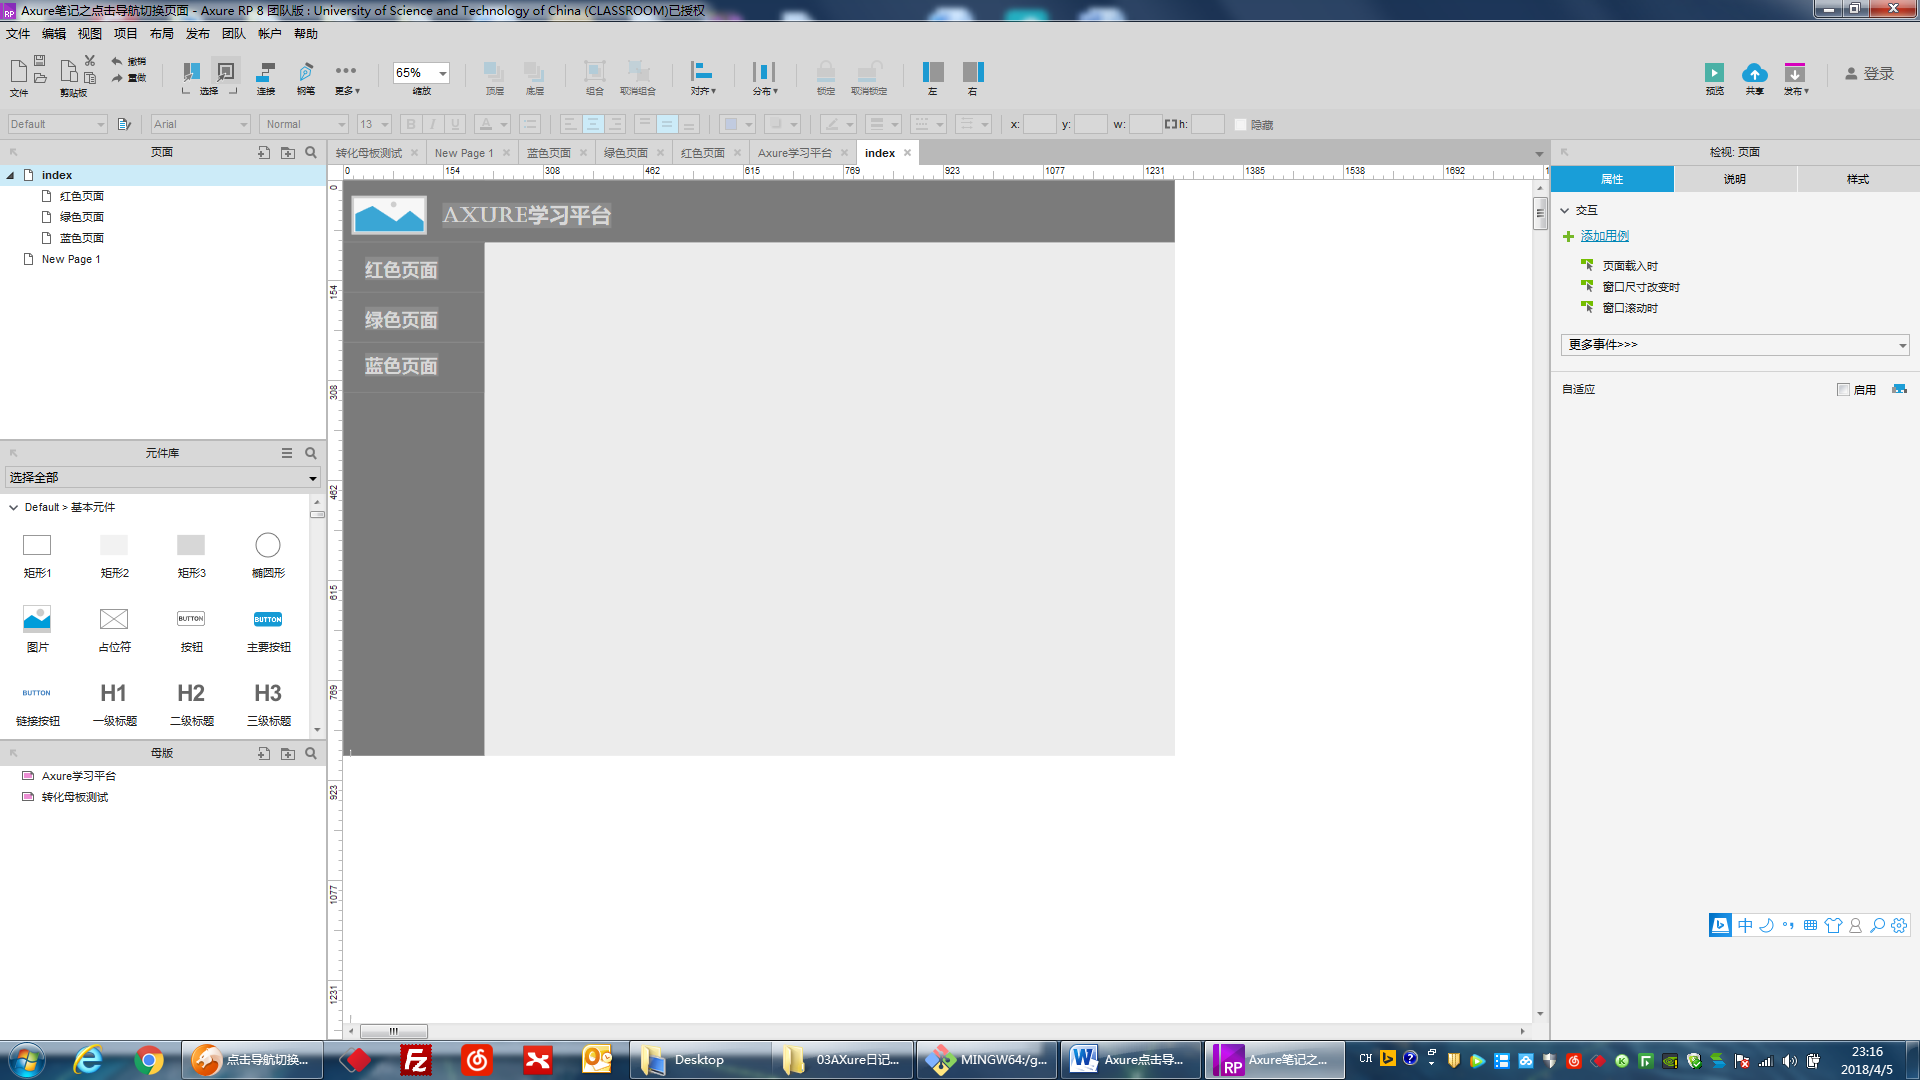 Axure笔记之点击导航切换页面 - Axure RP 8 团队版 : University of Science and Technology of China (CLASSROOM)已授权
文件 编辑 视图 项目 布局 发布 团队 帐户 帮助
撤销
重做
65%
文件 剪贴板 选择 连接 钢笔 更多 缩放 顶层 底层 组合 取消组合 对齐 分布 锁定 取消锁定 左 右 预览 共享 发布 登录
Default Arial Normal 13 B I U A x: y: w: h: 隐藏
页面
转化母板测试 New Page 1 蓝色页面 绿色页面 红色页面 Axure学习平台 index
检视: 页面
0 154 308 462 615 769 923 1077 1231 1385 1538 1692
index
红色页面
绿色页面
蓝色页面
New Page 1
属性 说明 样式
交互
添加用例
页面载入时
窗口尺寸改变时
窗口滚动时
更多事件>>>
自适应 启用
AXURE学习平台
红色页面
绿色页面
蓝色页面
0
154
308
462
615
769
923
1077
1231
元件库
选择全部
Default > 基本元件
矩形1 矩形2 矩形3 椭圆形
BUTTON BUTTON
图片 占位符 按钮 主要按钮
BUTTON H1 H2 H3
链接按钮 一级标题 二级标题 三级标题
母版
Axure学习平台
转化母板测试
中
点击导航切换... Desktop 03AXure日记... MINGW64:/g... Axure点击导... Axure笔记之...
CH
23:16
2018/4/5